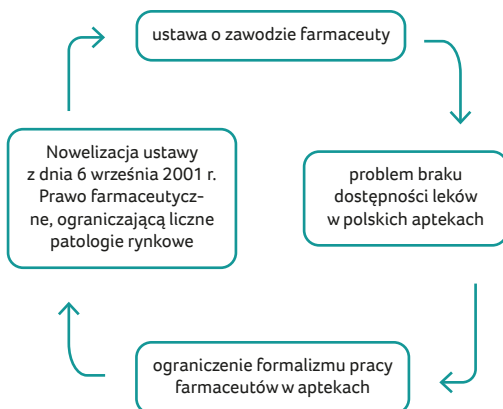 ustawa o zawodzie farmaceuty
Nowelizacja ustawy
z dnia 6 września 2001 r.
Prawo farmaceutycz-
ne, ograniczającą liczne
patologie rynkowe
problem braku
dostępności leków
w polskich aptekach
ograniczenie formalizmu pracy
farmaceutów w aptekach